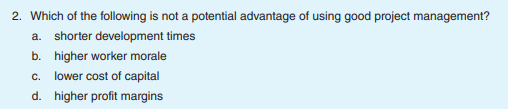 2. Which of the following is not a potential advantage of using good project management?
a. shorter development times
b. higher worker morale
c. lower cost of capital
d. higher profit margins